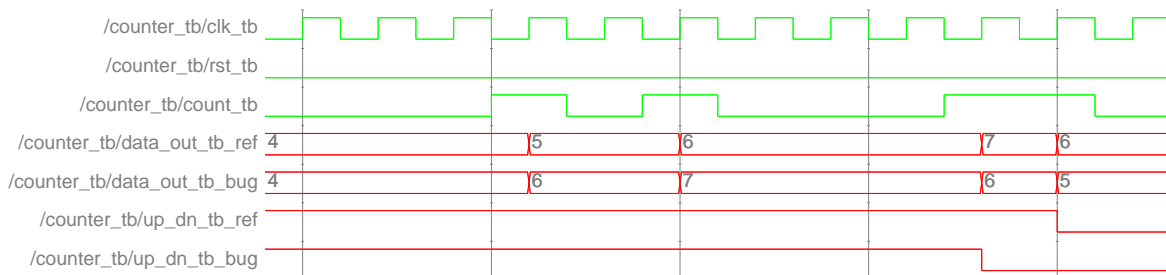 /counter_tb/clk_tb
/counter_tb/rst_tb
/counter_tb/count_tb
/counter_tb/data_out_tb_ref 4 5 6 7 6
/counter_tb/data_out_tb_bug 4 6 7 6 5
/counter_tb/up_dn_tb_ref
/counter_tb/up_dn_tb_bug